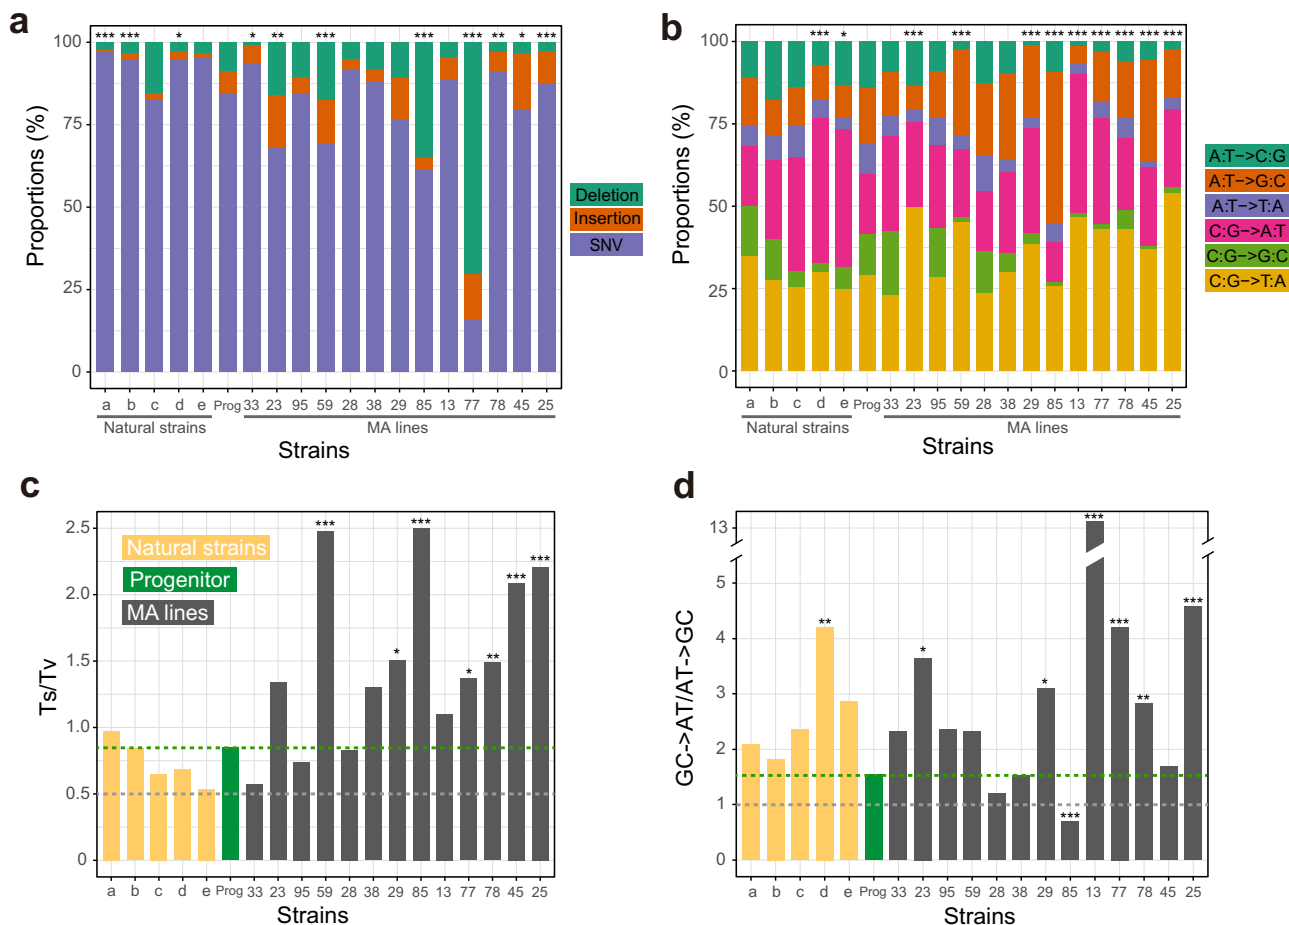 a
*** *** * * ** *** *** *** ** * ***
100
75
50
25
0
Proportions (%)
a b c d e Prog 33 23 95 59 28 38 29 85 13 77 78 45 25
Natural strains MA lines
Strains
Deletion
Insertion
SNV
b
*** * *** *** *** *** *** *** *** *** ***
100
75
50
25
0
Proportions (%)
a b c d e Prog 33 23 95 59 28 38 29 85 13 77 78 45 25
Natural strains MA lines
Strains
A:T->C:G
A:T->G:C
A:T->T:A
C:G->A:T
C:G->G:C
C:G->T:A
c
2.5
2.0
1.5
1.0
0.5
0
Ts/Tv
Natural strains
Progenitor
MA lines
*** * *** * ** *** ***
a b c d e Prog 33 23 95 59 28 38 29 85 13 77 78 45 25
Strains
d
13
5
4
3
2
1
0
GC->AT/AT->GC
** * * *** *** *** ** ***
a b c d e Prog 33 23 95 59 28 38 29 85 13 77 78 45 25
Strains